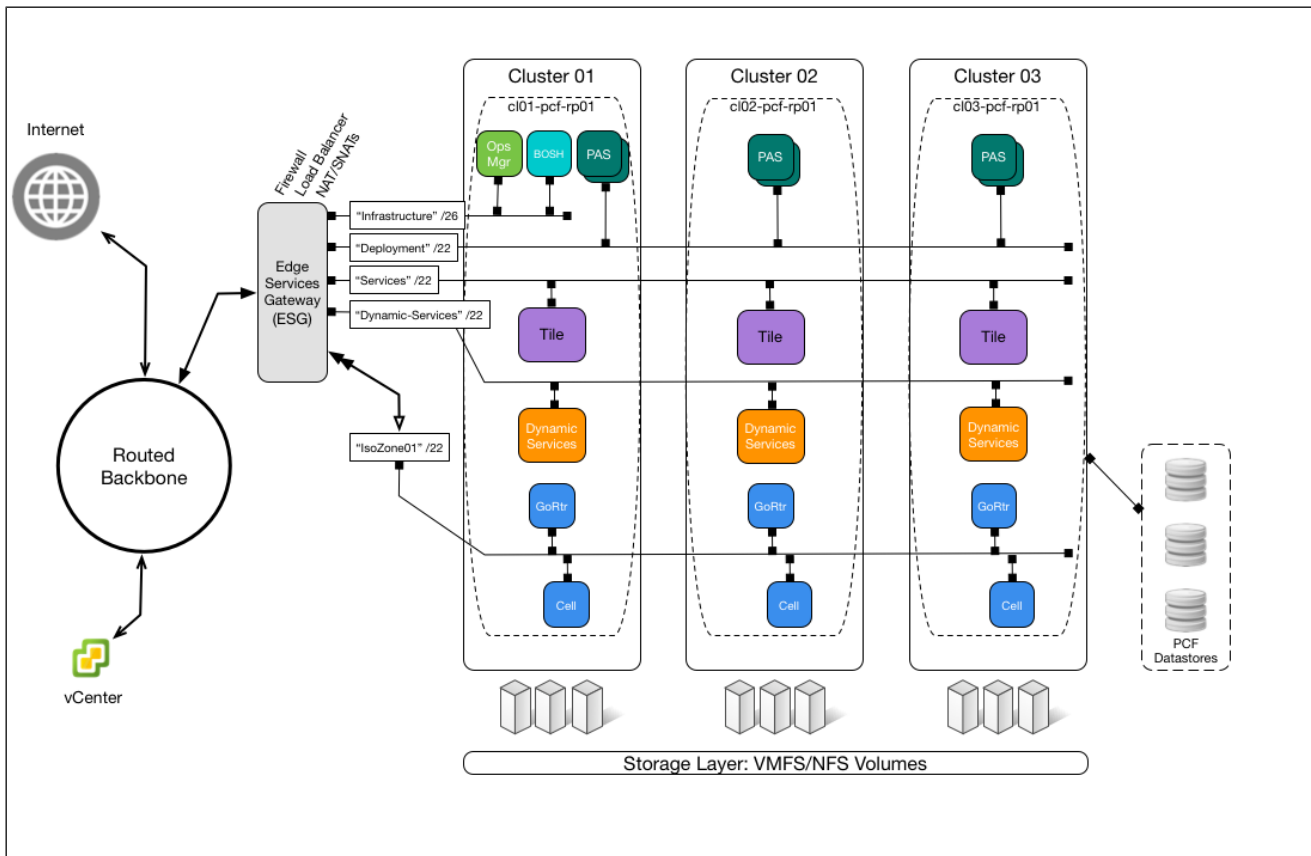 Internet
Firewall
Load Balancer
NAT/SNATs
Edge
Services
Gateway
(ESG)
Routed
Backbone
vCenter
“Infrastructure” /26
“Deployment” /22
“Services” /22
“Dynamic-Services” /22
“IsoZone01” /22
Cluster 01
cl01-pcf-rp01
Ops
Mgr
BOSH
PAS
Tile
Dynamic
Services
GoRtr
Cell
Cluster 02
cl02-pcf-rp01
PAS
Tile
Dynamic
Services
GoRtr
Cell
Cluster 03
cl03-pcf-rp01
PAS
Tile
Dynamic
Services
GoRtr
Cell
PCF
Datastores
Storage Layer: VMFS/NFS Volumes